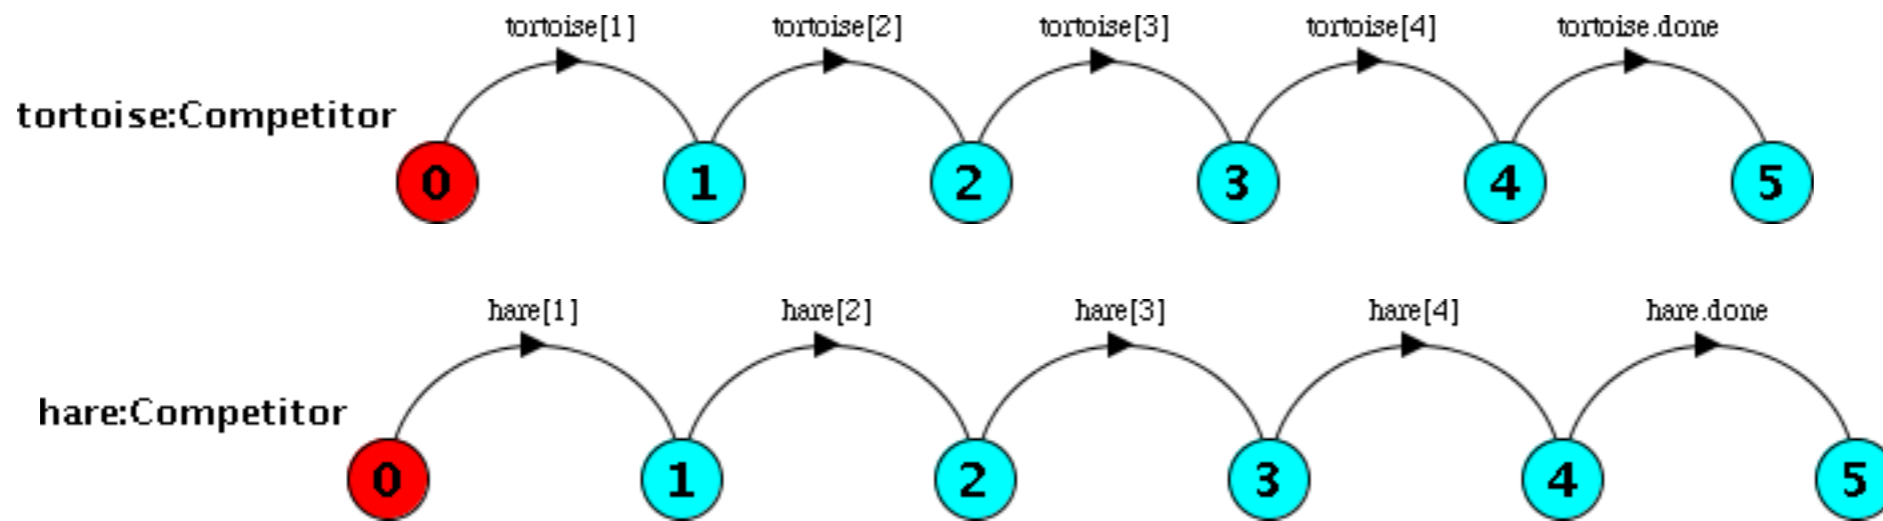 tortoise[1] tortoise[2] tortoise[3] tortoise[4] tortoise.done
tortoise:Competitor
0 1 2 3 4 5
hare[1] hare[2] hare[3] hare[4] hare.done
hare:Competitor
0 1 2 3 4 5